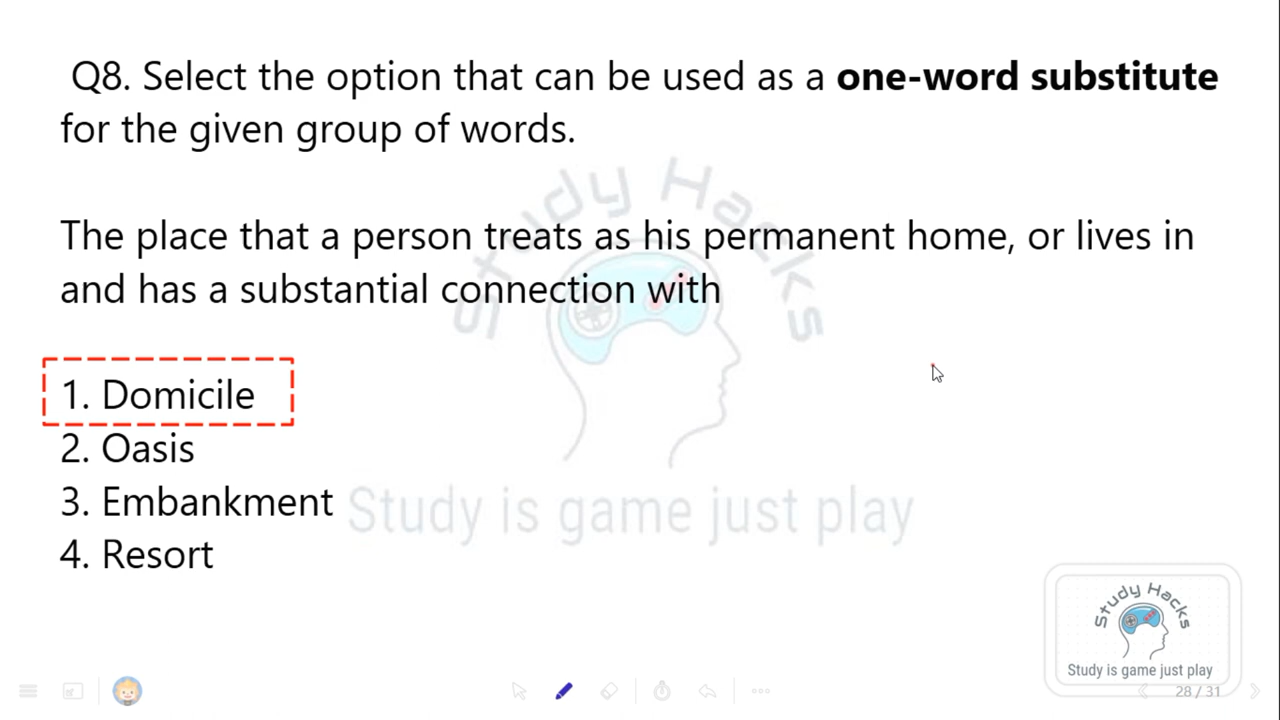 Q8. Select the option that can be used as a one-word substitute
for the given group of words.
The place that a person treats as his permanent home, or lives in
and has a substantial connection with
1. Domicile
2. Oasis
3. Embankment
4. Resort
Study Hacks
Study is game just play
Study Hacks
Study is game just play
28 / 31